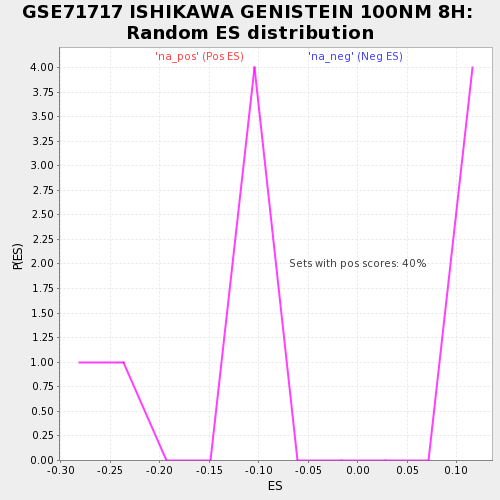 GSE71717 ISHIKAWA GENISTEIN 100NM 8H:
Random ES distribution
'na_pos' (Pos ES)
'na_neg' (Neg ES)
4.00
3.75
3.50
3.25
3.00
2.75
2.50
2.25
2.00
1.75
1.50
1.25
1.00
0.75
0.50
0.25
0.00
P(ES)
Sets with pos scores: 40%
-0.30 -0.25 -0.20 -0.15 -0.10 -0.05 0.00 0.05 0.10
ES